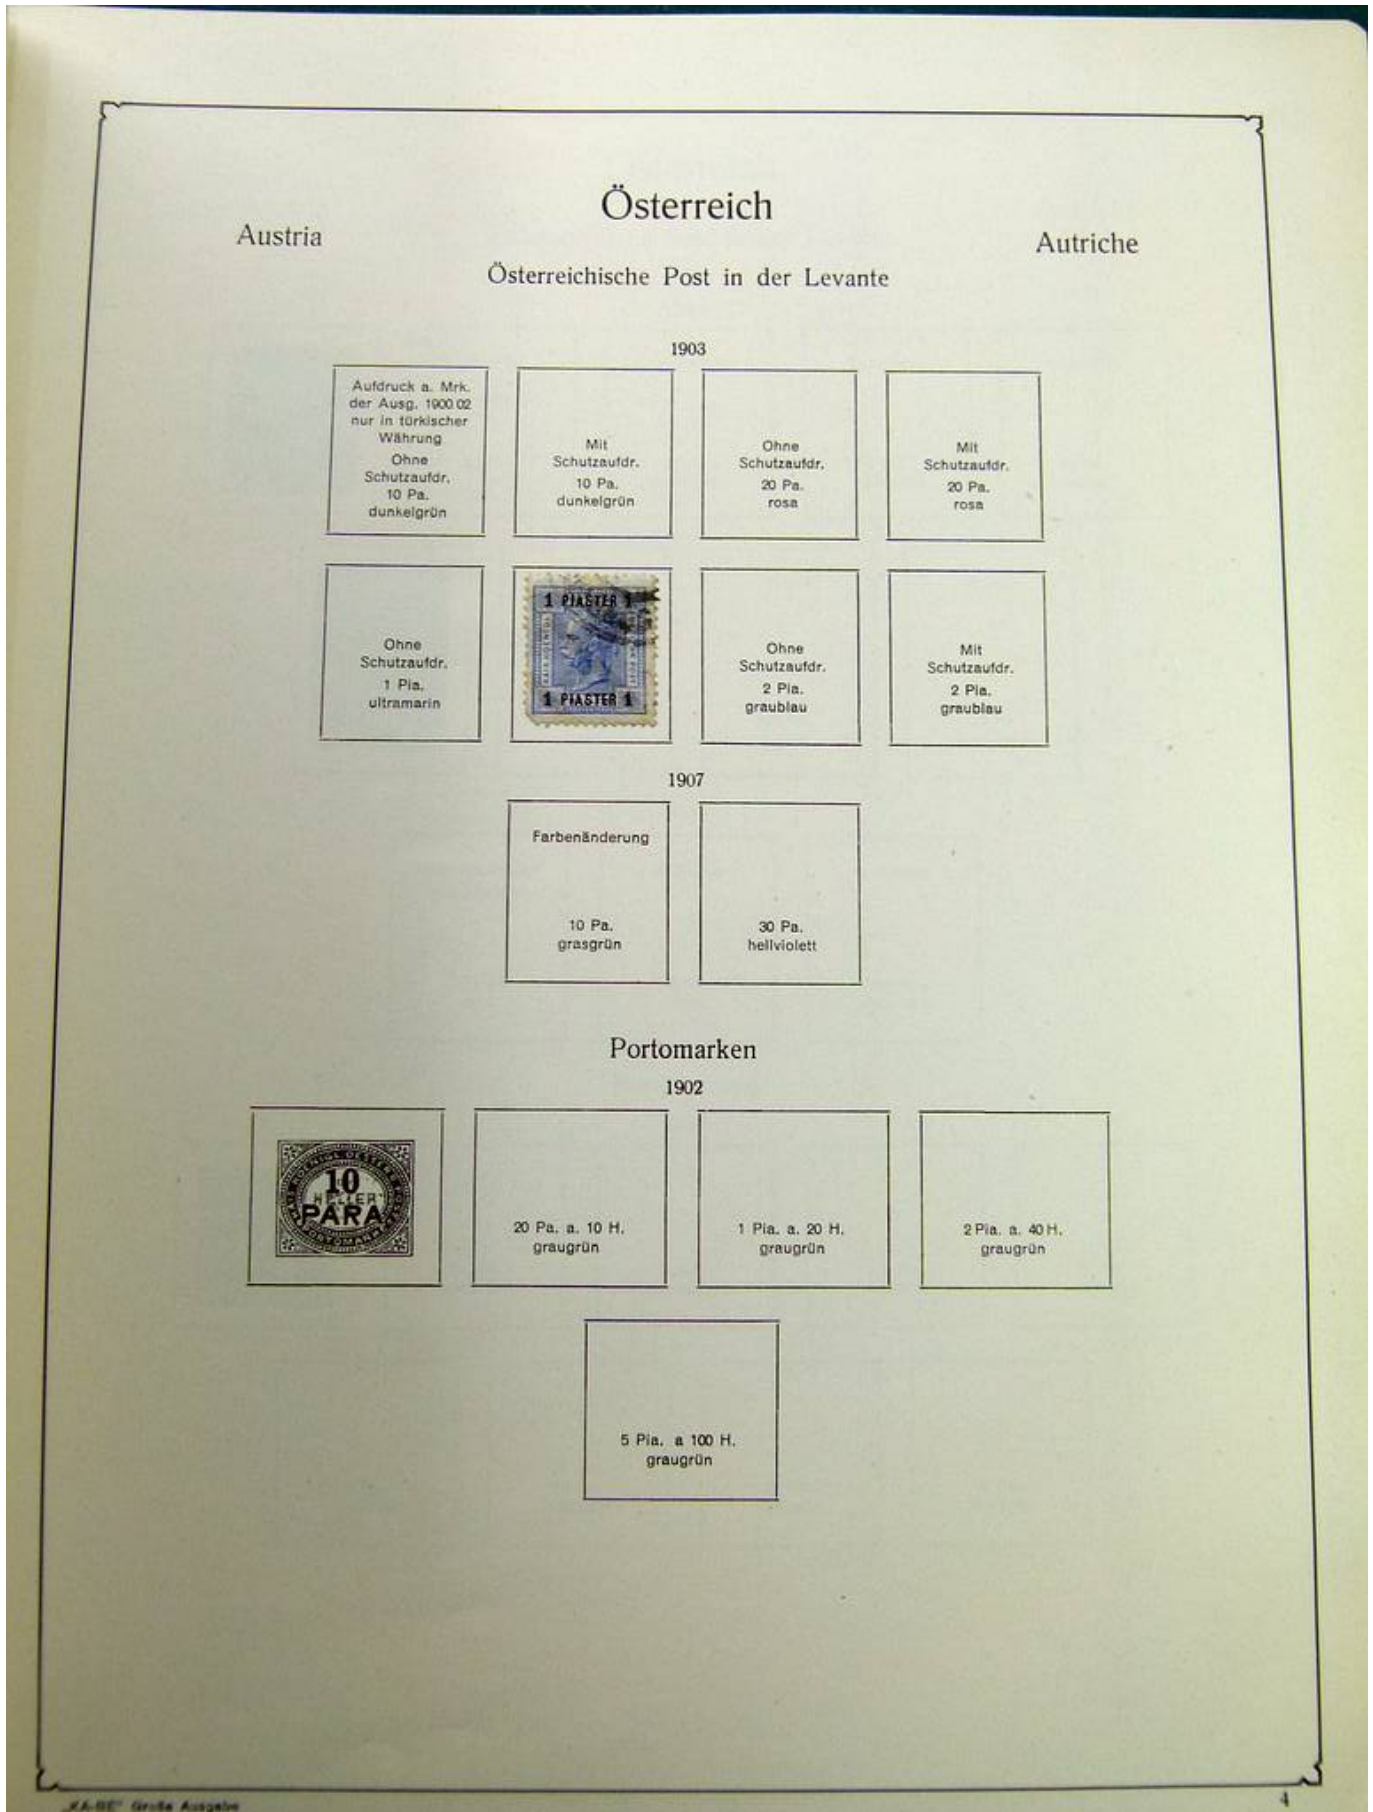 Österreich
Austria
Autriche
Österreichische Post in der Levante
1903
Aufdruck a. Mrk.
der Ausg. 1900.02
nur in türkischer
Währung
Ohne
Schutzaufdr.
10 Pa.
dunkelgrün
Mit
Schutzaufdr.
10 Pa.
dunkelgrün
Ohne
Schutzaufdr.
20 Pa.
rosa
Mit
Schutzaufdr.
20 Pa.
rosa
Ohne
Schutzaufdr.
1 Pia.
ultramarin
1 PIASTER 1
1 PIASTER 1
Ohne
Schutzaufdr.
2 Pia.
graublau
Mit
Schutzaufdr.
2 Pia.
graublau
1907
Farbenänderung
10 Pa.
grasgrün
30 Pa.
hellviolett
Portomarken
1902
10
HELLER
PARA
PORTOMARKE
20 Pa. a. 10 H.
graugrün
1 Pia. a. 20 H.
graugrün
2 Pia. a. 40 H.
graugrün
5 Pia. a 100 H.
graugrün
„KA-BE" Große Ausgabe
4